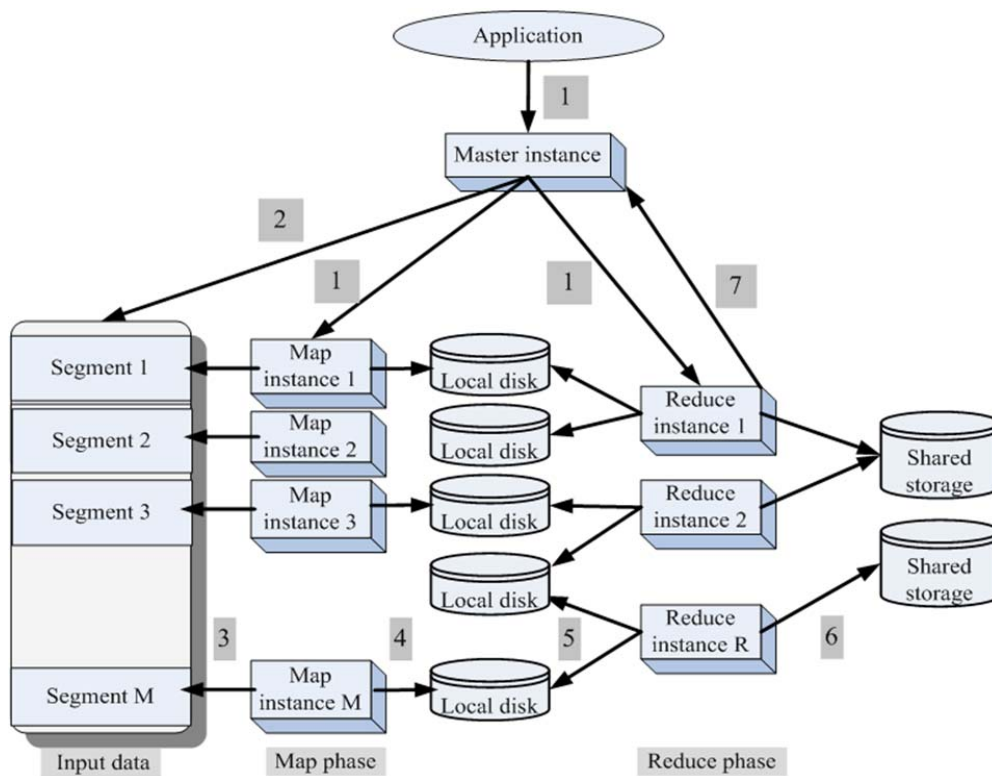 Application
1
Master instance
2
1
1
7
Segment 1
Map
instance 1
Local disk
Reduce
instance 1
Segment 2
Map
instance 2
Local disk
Shared
storage
Segment 3
Map
instance 3
Local disk
Reduce
instance 2
Local disk
Shared
storage
3
4
5
Reduce
instance R
6
Segment M
Map
instance M
Local disk
Input data
Map phase
Reduce phase